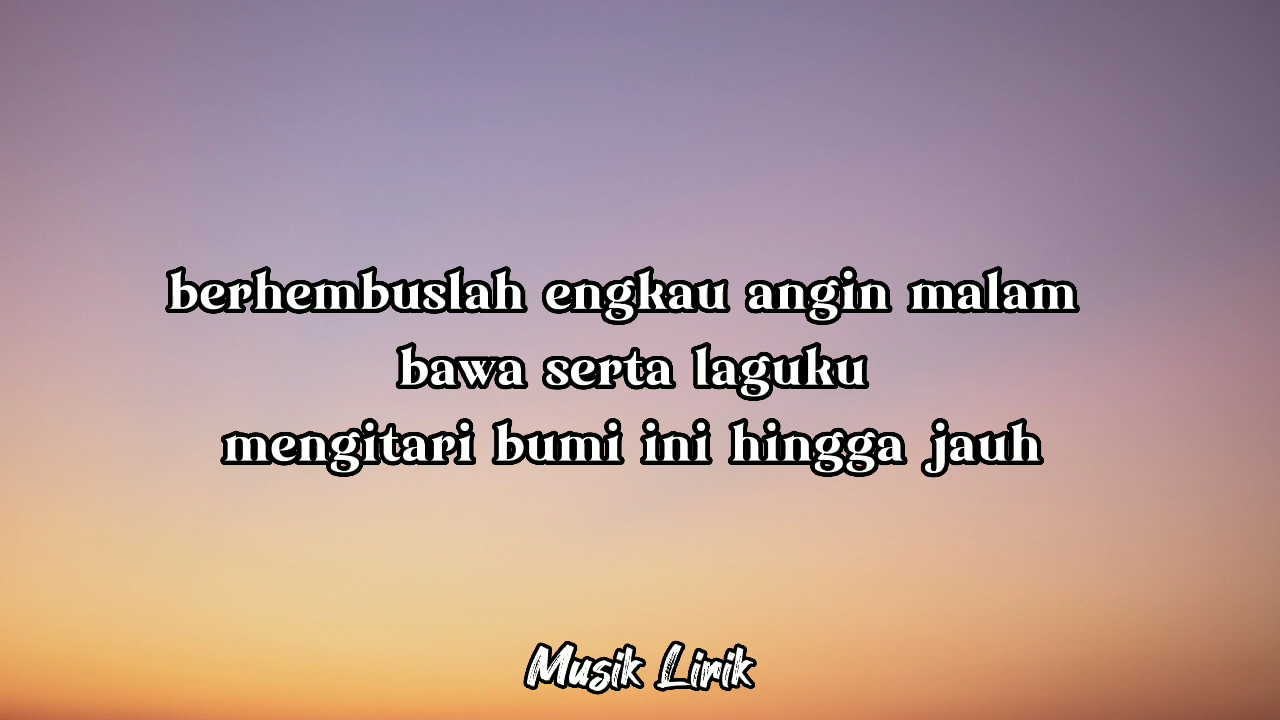 berhembuslah engkau angin malam
bawa serta laguku
mengitari bumi ini hingga jauh
Musik Lirik